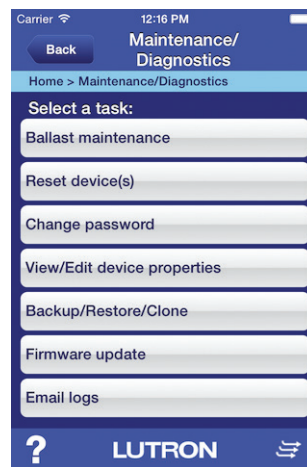 Carrier 12:16 PM
Back
Maintenance/
Diagnostics
Home > Maintenance/Diagnostics
Select a task:
Ballast maintenance
Reset device(s)
Change password
View/Edit device properties
Backup/Restore/Clone
Firmware update
Email logs
? LUTRON